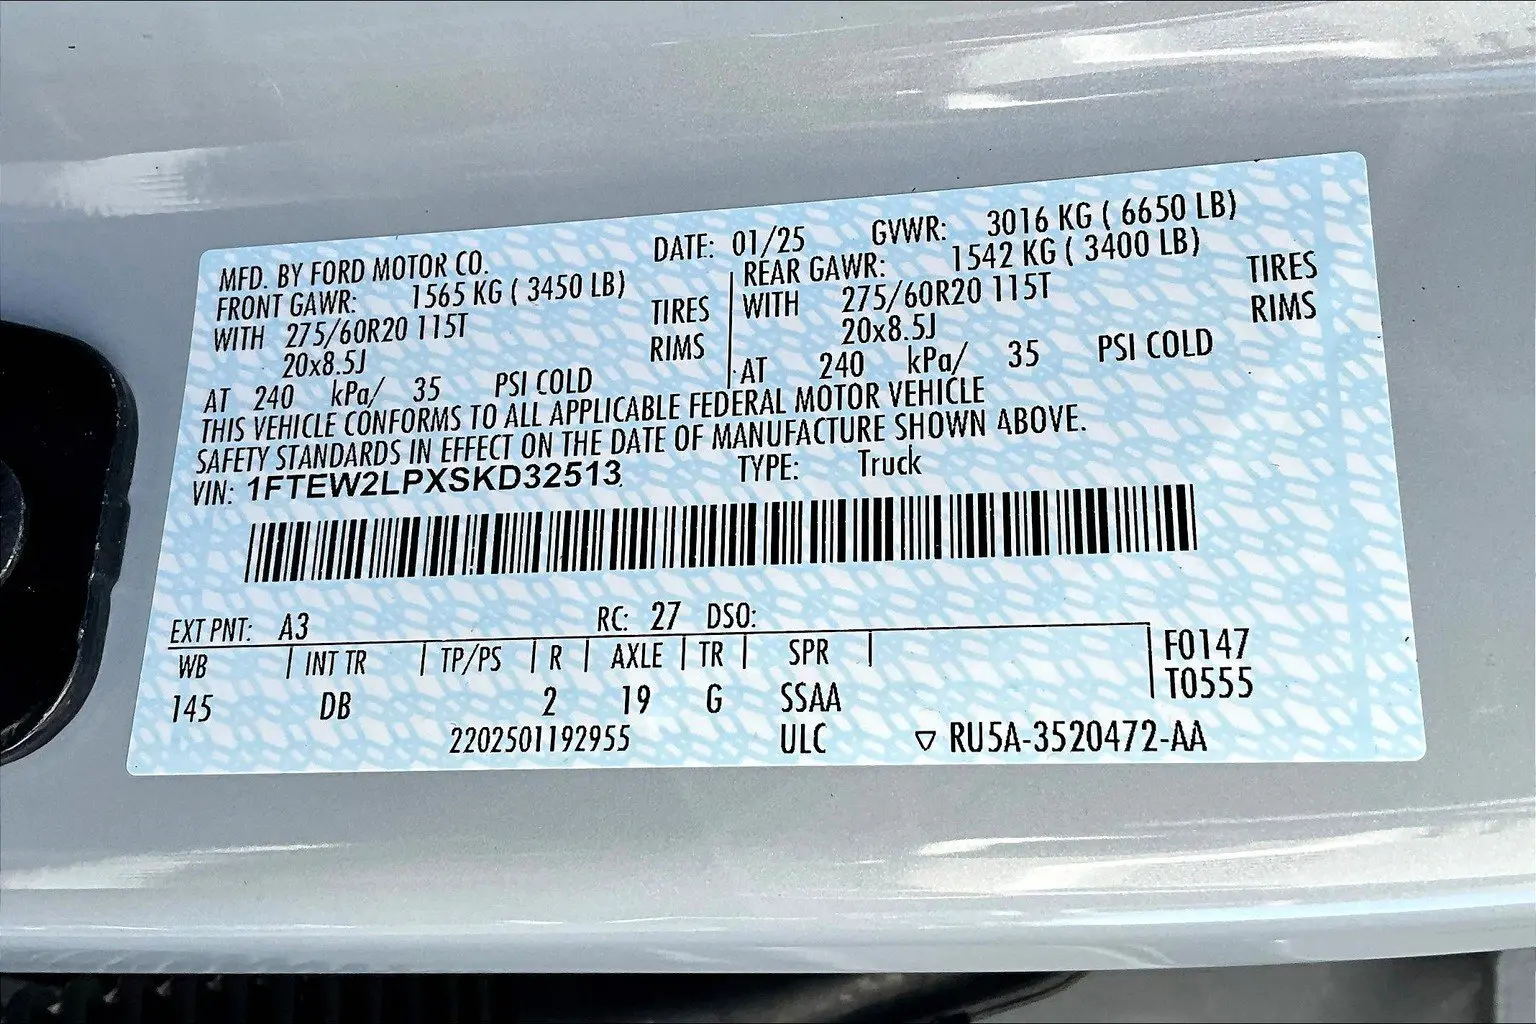 MFD. BY FORD MOTOR CO. DATE: 01/25 GVWR: 3016 KG ( 6650 LB)
FRONT GAWR: 1565 KG ( 3450 LB) REAR GAWR: 1542 KG ( 3400 LB)
WITH 275/60R20 115T TIRES WITH 275/60R20 115T TIRES
20x8.5J RIMS 20x8.5J RIMS
AT 240 kPa/ 35 PSI COLD AT 240 kPa/ 35 PSI COLD
THIS VEHICLE CONFORMS TO ALL APPLICABLE FEDERAL MOTOR VEHICLE
SAFETY STANDARDS IN EFFECT ON THE DATE OF MANUFACTURE SHOWN ABOVE.
VIN: 1FTEW2LPXSKD32513 TYPE: Truck
EXT PNT: A3 RC: 27 DSO:
WB INT TR TP/PS R AXLE TR SPR F0147
145 DB 2 19 G SSAA T0555
2202501192955 ULC ▽ RU5A-3520472-AA